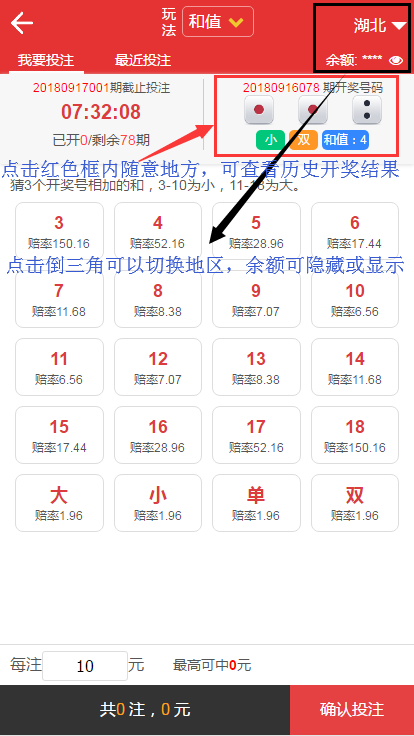 玩法 和值
湖北
我要投注 最近投注 余额: ****
20180917001期截止投注
07:32:08
已开0/剩余78期
20180916078 期开奖号码
小 双 和值：4
点击红色框内随意地方，可查看历史开奖结果
猜3个开奖号相加的和，3-10为小，11-18为大。
3 4 5 6
赔率150.16 赔率52.16 赔率28.96 赔率17.44
点击倒三角可以切换地区，余额可隐藏或显示
7 8 9 10
赔率11.68 赔率8.38 赔率7.07 赔率6.56
11 12 13 14
赔率6.56 赔率7.07 赔率8.38 赔率11.68
15 16 17 18
赔率17.44 赔率28.96 赔率52.16 赔率150.16
大 小 单 双
赔率1.96 赔率1.96 赔率1.96 赔率1.96
每注 10 元 最高可中0元
共0 注，0 元 确认投注